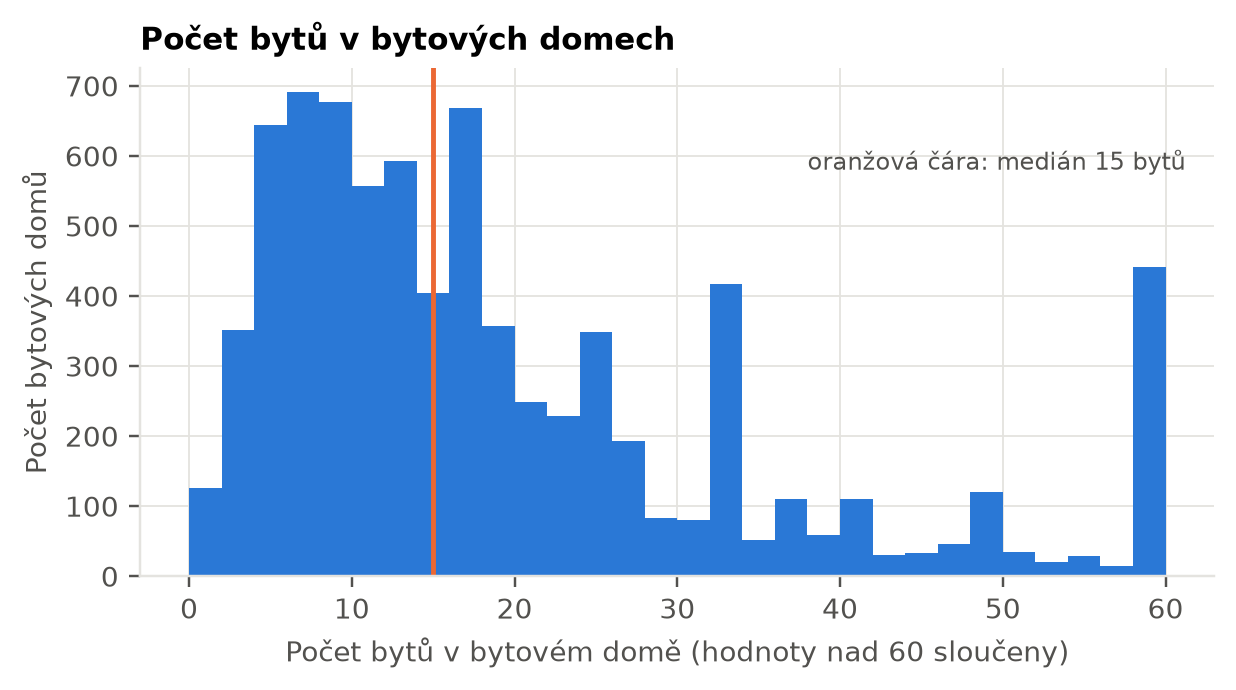 Počet bytů v bytových domech
Počet bytových domů
700
600
500
400
300
200
100
0
oranžová čára: medián 15 bytů
0 10 20 30 40 50 60
Počet bytů v bytovém domě (hodnoty nad 60 sloučeny)